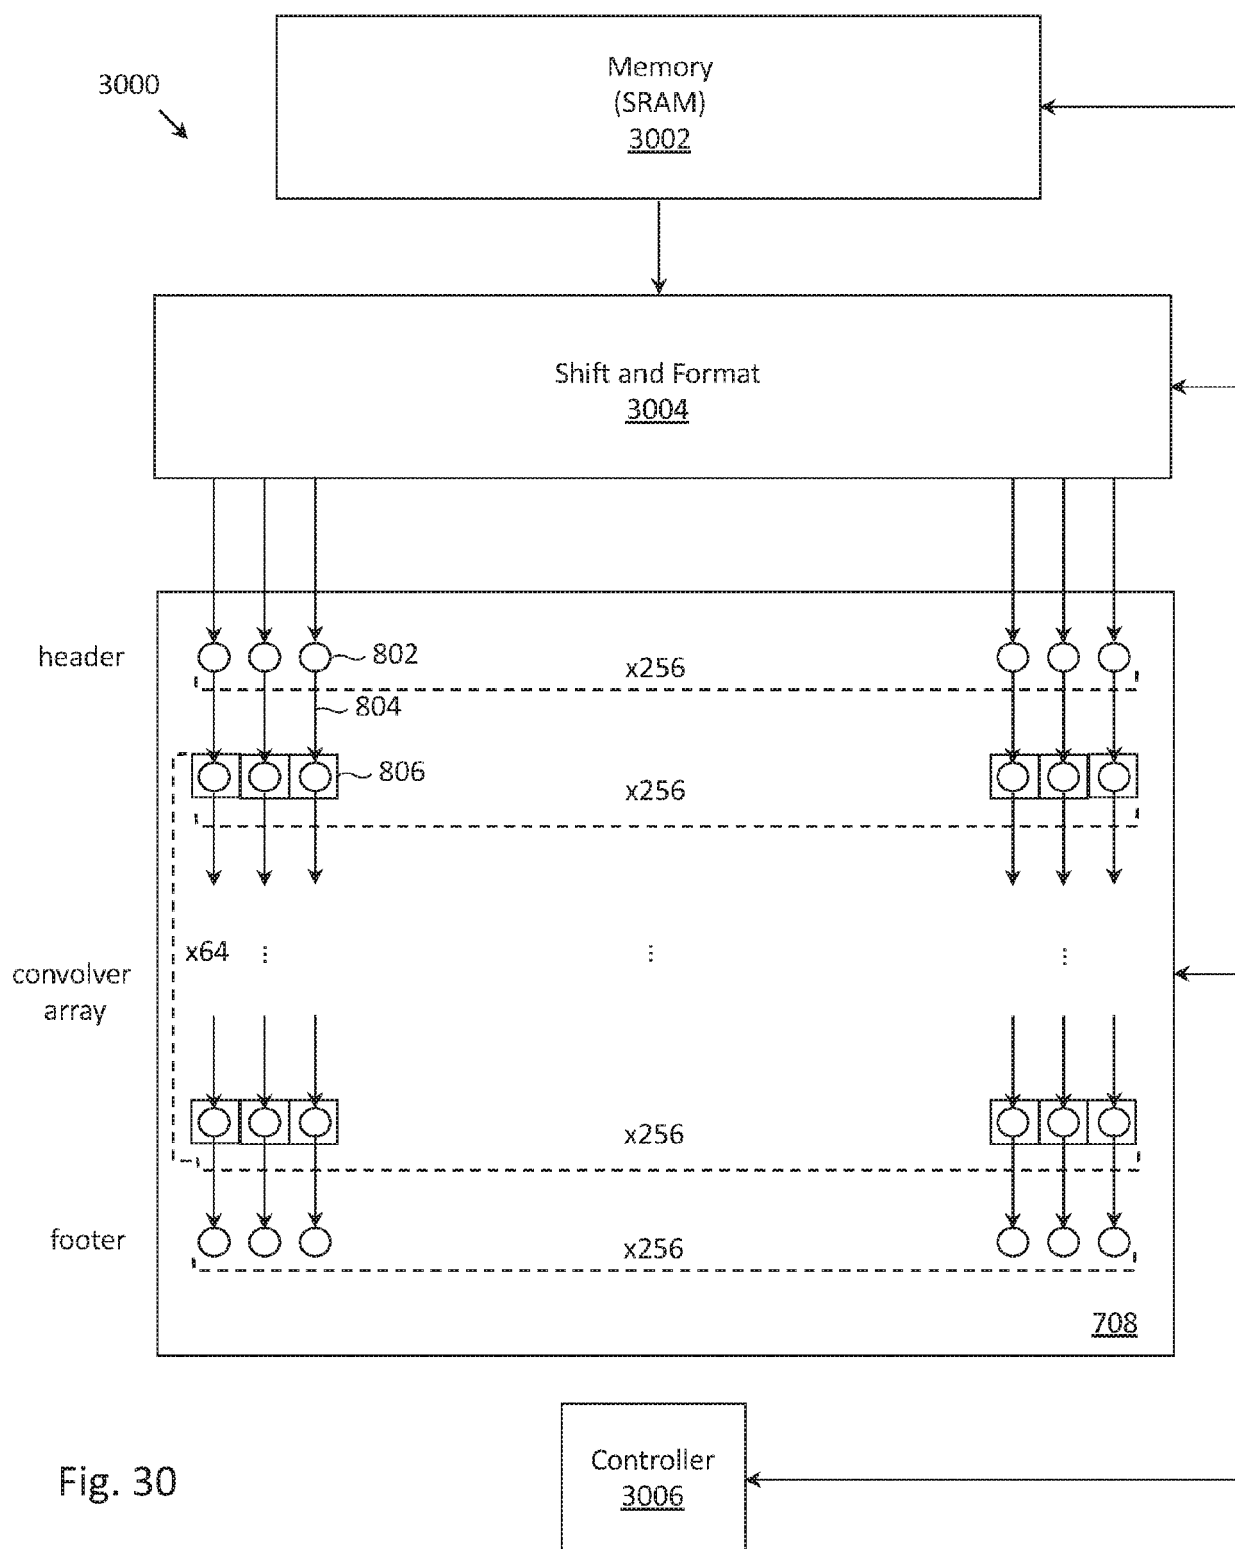 Memory
(SRAM)
3002
3000
Shift and Format
3004
header
802
x256
804
806
x256
x64
convolver
array
x256
footer
x256
708
Controller
3006
Fig. 30